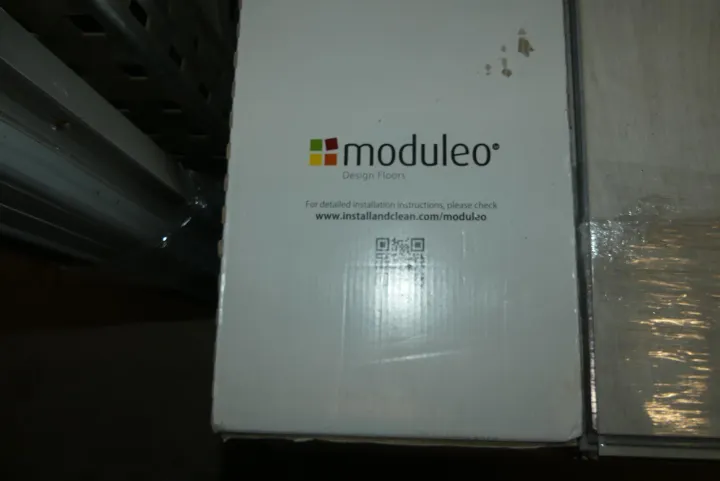 moduleo
Design Floors
For detailed installation instructions, please check
www.installandclean.com/moduleo